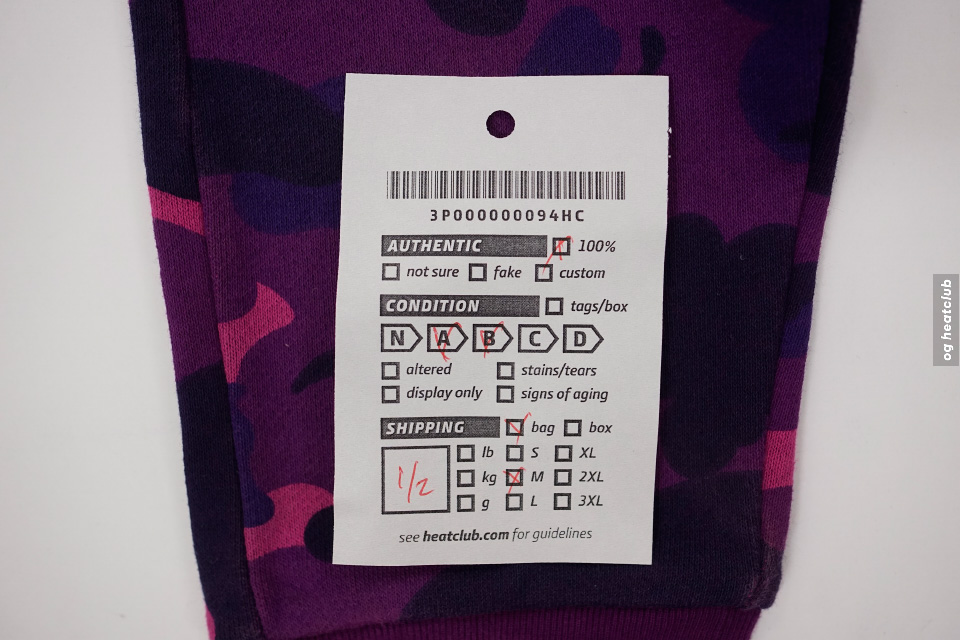 3P000000094HC
AUTHENTIC 100%
not sure fake custom
CONDITION tags/box
N A B C D
altered stains/tears
display only signs of aging
SHIPPING bag box
lb S XL
1/2 kg M 2XL
g L 3XL
see heatclub.com for guidelines
og heatclub